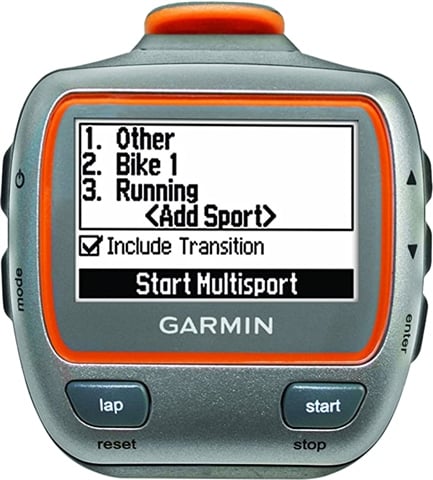 1. Other
2. Bike 1
3. Running
<Add Sport>
Include Transition
Start Multisport
mode
enter
GARMIN
lap
start
reset
stop